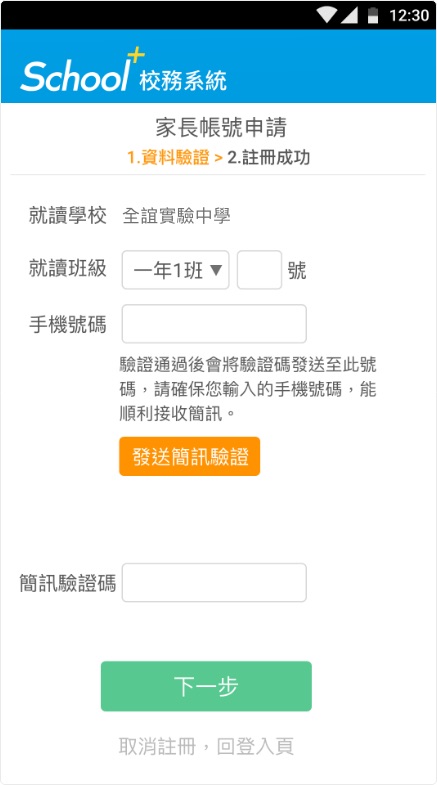 12:30
School+ 校務系統
家長帳號申請
1.資料驗證 > 2.註冊成功
就讀學校 全誼實驗中學
就讀班級 一年1班 ▼ 號
手機號碼
驗證通過後會將驗證碼發送至此號
碼，請確保您輸入的手機號碼，能
順利接收簡訊。
發送簡訊驗證
簡訊驗證碼
下一步
取消註冊，回登入頁